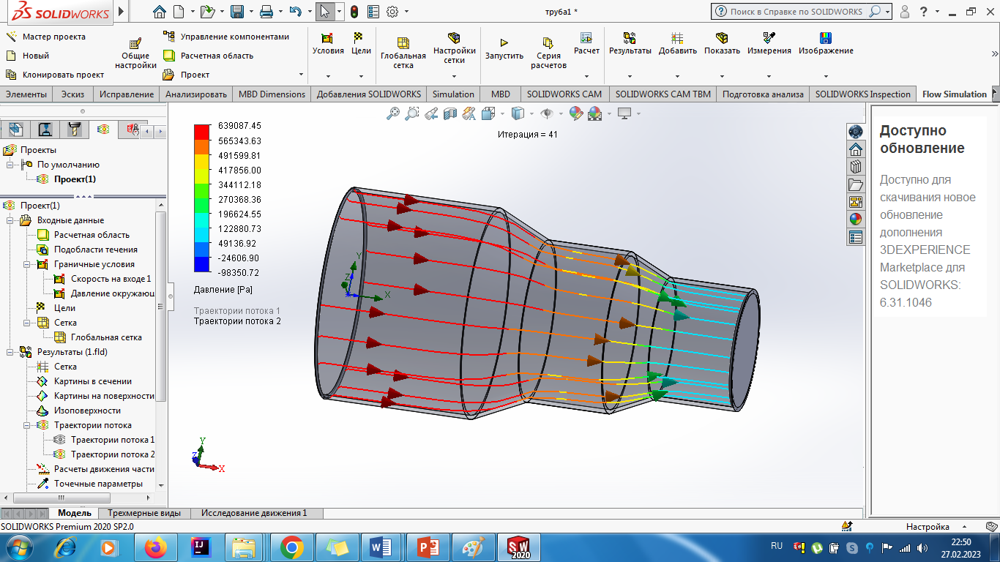 SOLIDWORKS
труба1 *
Поиск в Справке по SOLIDWORKS
Мастер проекта
Новый
Клонировать проект
Общие
настройки
Управление компонентами
Расчетная область
Проект
Условия
Цели
Глобальная
сетка
Настройки
сетки
Запустить
Серия
расчетов
Расчет
Результаты
Добавить
Показать
Измерения
Изображение
Элементы
Эскиз
Исправление
Анализировать
MBD Dimensions
Добавления SOLIDWORKS
Simulation
MBD
SOLIDWORKS CAM
SOLIDWORKS CAM TBM
Подготовка анализа
SOLIDWORKS Inspection
Flow Simulation
Проекты
По умолчанию
Проект(1)
Проект(1)
Входные данные
Расчетная область
Подобласти течения
Граничные условия
Скорость на входе 1
Давление окружающ
Цели
Сетка
Глобальная сетка
Результаты (1.fld)
Сетка
Картины в сечении
Картины на поверхности
Изоповерхности
Траектории потока
Траектории потока 1
Траектории потока 2
Расчеты движения части
Точечные параметры
639087.45
565343.63
491599.81
417856.00
344112.18
270368.36
196624.55
122880.73
49136.92
-24606.90
-98350.72
Давление [Pa]
Траектории потока 1
Траектории потока 2
Итерация = 41
Y
Z
X
Y
Z
X
Доступно
обновление
Доступно для
скачивания новое
обновление
дополнения
3DEXPERIENCE
Marketplace для
SOLIDWORKS:
6.31.1046
Модель
Трехмерные виды
Исследование движения 1
SOLIDWORKS Premium 2020 SP2.0
Настройка
RU
22:50
27.02.2023
SW
2020